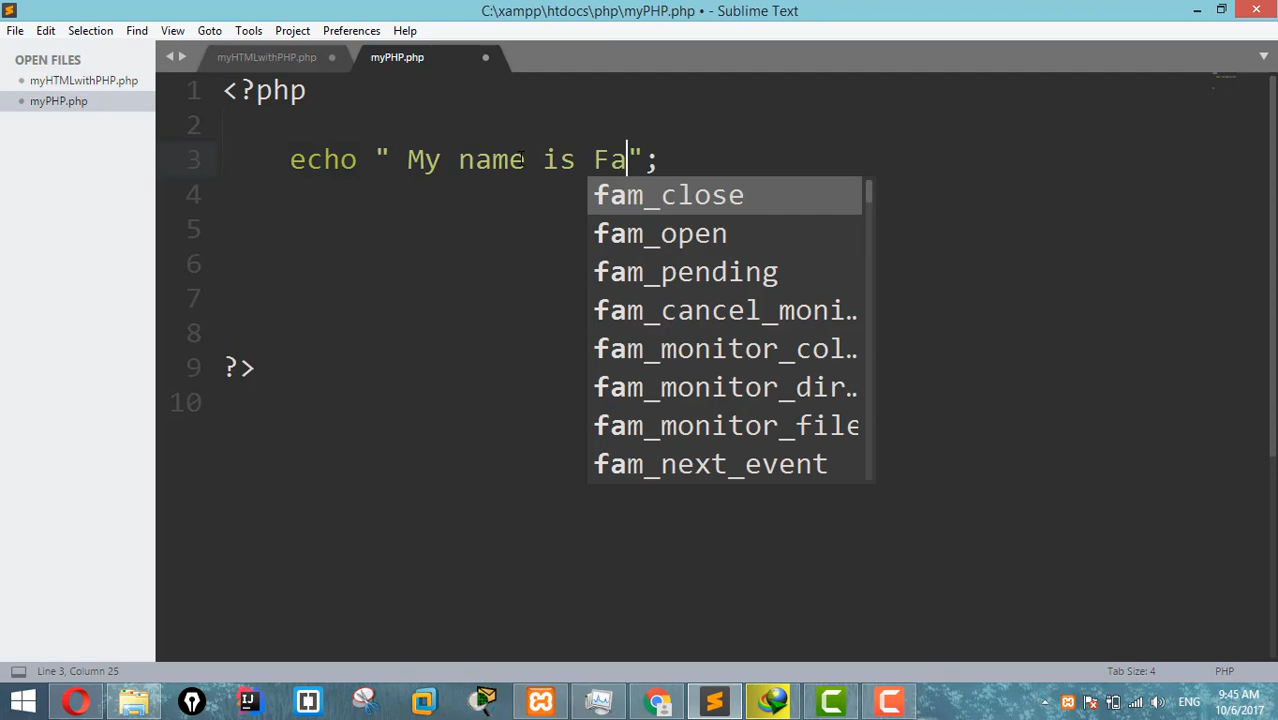 C:\xampp\htdocs\php\myPHP.php • - Sublime Text
File Edit Selection Find View Goto Tools Project Preferences Help
OPEN FILES
myHTMLwithPHP.php
myPHP.php
myHTMLwithPHP.php myPHP.php
1 <?php
2
3 echo " My name is Fa";
4 fam_close
5 fam_open
6 fam_pending
7 fam_cancel_moni..
8 fam_monitor_col..
9 ?> fam_monitor_dir..
10 fam_monitor_file
fam_next_event
Line 3, Column 25 Tab Size: 4 PHP
ENG
9:45 AM
10/6/2017